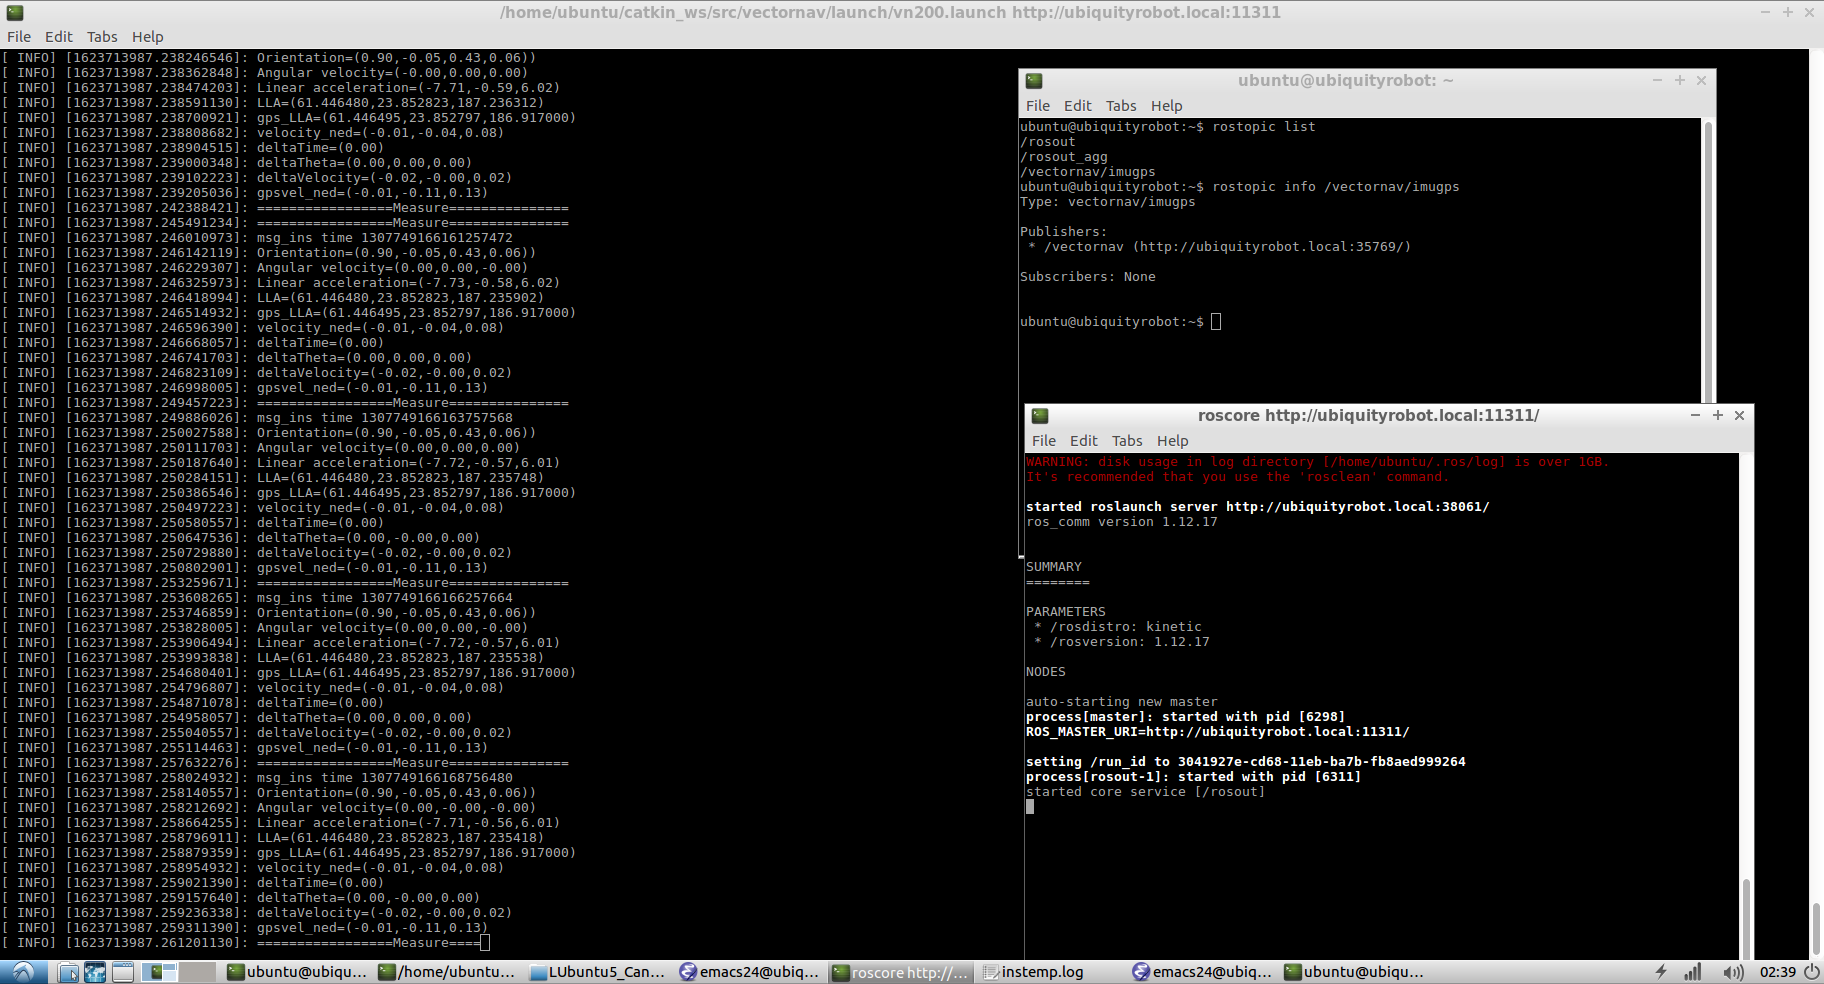 /home/ubuntu/catkin_ws/src/vectornav/launch/vn200.launch http://ubiquityrobot.local:11311
File Edit Tabs Help
[ INFO] [1623713987.238246546]: Orientation=(0.90,-0.05,0.43,0.06))
[ INFO] [1623713987.238362848]: Angular velocity=(-0.00,0.00,0.00)
[ INFO] [1623713987.238474203]: Linear acceleration=(-7.71,-0.59,6.02)
[ INFO] [1623713987.238591130]: LLA=(61.446480,23.852823,187.236312)
[ INFO] [1623713987.238700921]: gps_LLA=(61.446495,23.852797,186.917000)
[ INFO] [1623713987.238808682]: velocity_ned=(-0.01,-0.04,0.08)
[ INFO] [1623713987.238904515]: deltaTime=(0.00)
[ INFO] [1623713987.239000348]: deltaTheta=(0.00,0.00,0.00)
[ INFO] [1623713987.239102223]: deltaVelocity=(-0.02,-0.00,0.02)
[ INFO] [1623713987.239205036]: gpsvel_ned=(-0.01,-0.11,0.13)
[ INFO] [1623713987.242388421]: =================Measure===============
[ INFO] [1623713987.245491234]: =================Measure===============
[ INFO] [1623713987.246010973]: msg_ins time 1307749166161257472
[ INFO] [1623713987.246142119]: Orientation=(0.90,-0.05,0.43,0.06))
[ INFO] [1623713987.246229307]: Angular velocity=(0.00,0.00,-0.00)
[ INFO] [1623713987.246325973]: Linear acceleration=(-7.73,-0.58,6.02)
[ INFO] [1623713987.246418994]: LLA=(61.446480,23.852823,187.235902)
[ INFO] [1623713987.246514932]: gps_LLA=(61.446495,23.852797,186.917000)
[ INFO] [1623713987.246596390]: velocity_ned=(-0.01,-0.04,0.08)
[ INFO] [1623713987.246668057]: deltaTime=(0.00)
[ INFO] [1623713987.246741703]: deltaTheta=(0.00,0.00,0.00)
[ INFO] [1623713987.246823109]: deltaVelocity=(-0.02,-0.00,0.02)
[ INFO] [1623713987.246998005]: gpsvel_ned=(-0.01,-0.11,0.13)
[ INFO] [1623713987.249457223]: =================Measure===============
[ INFO] [1623713987.249886026]: msg_ins time 1307749166163757568
[ INFO] [1623713987.250027588]: Orientation=(0.90,-0.05,0.43,0.06))
[ INFO] [1623713987.250111703]: Angular velocity=(0.00,0.00,0.00)
[ INFO] [1623713987.250187640]: Linear acceleration=(-7.72,-0.57,6.01)
[ INFO] [1623713987.250284151]: LLA=(61.446480,23.852823,187.235748)
[ INFO] [1623713987.250386546]: gps_LLA=(61.446495,23.852797,186.917000)
[ INFO] [1623713987.250497223]: velocity_ned=(-0.01,-0.04,0.08)
[ INFO] [1623713987.250580557]: deltaTime=(0.00)
[ INFO] [1623713987.250647536]: deltaTheta=(0.00,-0.00,0.00)
[ INFO] [1623713987.250729880]: deltaVelocity=(-0.02,-0.00,0.02)
[ INFO] [1623713987.250802901]: gpsvel_ned=(-0.01,-0.11,0.13)
[ INFO] [1623713987.253259671]: =================Measure===============
[ INFO] [1623713987.253608265]: msg_ins time 1307749166166257664
[ INFO] [1623713987.253746859]: Orientation=(0.90,-0.05,0.43,0.06))
[ INFO] [1623713987.253828005]: Angular velocity=(0.00,0.00,-0.00)
[ INFO] [1623713987.253906494]: Linear acceleration=(-7.72,-0.57,6.01)
[ INFO] [1623713987.253993838]: LLA=(61.446480,23.852823,187.235538)
[ INFO] [1623713987.254680401]: gps_LLA=(61.446495,23.852797,186.917000)
[ INFO] [1623713987.254796807]: velocity_ned=(-0.01,-0.04,0.08)
[ INFO] [1623713987.254871078]: deltaTime=(0.00)
[ INFO] [1623713987.254958057]: deltaTheta=(0.00,0.00,0.00)
[ INFO] [1623713987.255040557]: deltaVelocity=(-0.02,-0.00,0.02)
[ INFO] [1623713987.255114463]: gpsvel_ned=(-0.01,-0.11,0.13)
[ INFO] [1623713987.257632276]: =================Measure===============
[ INFO] [1623713987.258024932]: msg_ins time 1307749166168756480
[ INFO] [1623713987.258140557]: Orientation=(0.90,-0.05,0.43,0.06))
[ INFO] [1623713987.258212692]: Angular velocity=(0.00,-0.00,-0.00)
[ INFO] [1623713987.258664255]: Linear acceleration=(-7.71,-0.56,6.01)
[ INFO] [1623713987.258796911]: LLA=(61.446480,23.852823,187.235418)
[ INFO] [1623713987.258879359]: gps_LLA=(61.446495,23.852797,186.917000)
[ INFO] [1623713987.258954932]: velocity_ned=(-0.01,-0.04,0.08)
[ INFO] [1623713987.259021390]: deltaTime=(0.00)
[ INFO] [1623713987.259157640]: deltaTheta=(0.00,-0.00,0.00)
[ INFO] [1623713987.259236338]: deltaVelocity=(-0.02,-0.00,0.02)
[ INFO] [1623713987.259311390]: gpsvel_ned=(-0.01,-0.11,0.13)
[ INFO] [1623713987.261201130]: =================Measure====
ubuntu@ubiquityrobot: ~
File Edit Tabs Help
ubuntu@ubiquityrobot:~$ rostopic list
/rosout
/rosout_agg
/vectornav/imugps
ubuntu@ubiquityrobot:~$ rostopic info /vectornav/imugps
Type: vectornav/imugps
Publishers:
* /vectornav (http://ubiquityrobot.local:35769/)
Subscribers: None
ubuntu@ubiquityrobot:~$
roscore http://ubiquityrobot.local:11311/
File Edit Tabs Help
WARNING: disk usage in log directory [/home/ubuntu/.ros/log] is over 1GB.
It's recommended that you use the 'rosclean' command.
started roslaunch server http://ubiquityrobot.local:38061/
ros_comm version 1.12.17
SUMMARY
========
PARAMETERS
* /rosdistro: kinetic
* /rosversion: 1.12.17
NODES
auto-starting new master
process[master]: started with pid [6298]
ROS_MASTER_URI=http://ubiquityrobot.local:11311/
setting /run_id to 3041927e-cd68-11eb-ba7b-fb8aed999264
process[rosout-1]: started with pid [6311]
started core service [/rosout]
ubuntu@ubiqu... /home/ubuntu... LUbuntu5_Can... emacs24@ubiq... roscore http://... instemp.log emacs24@ubiq... ubuntu@ubiqu... 02:39